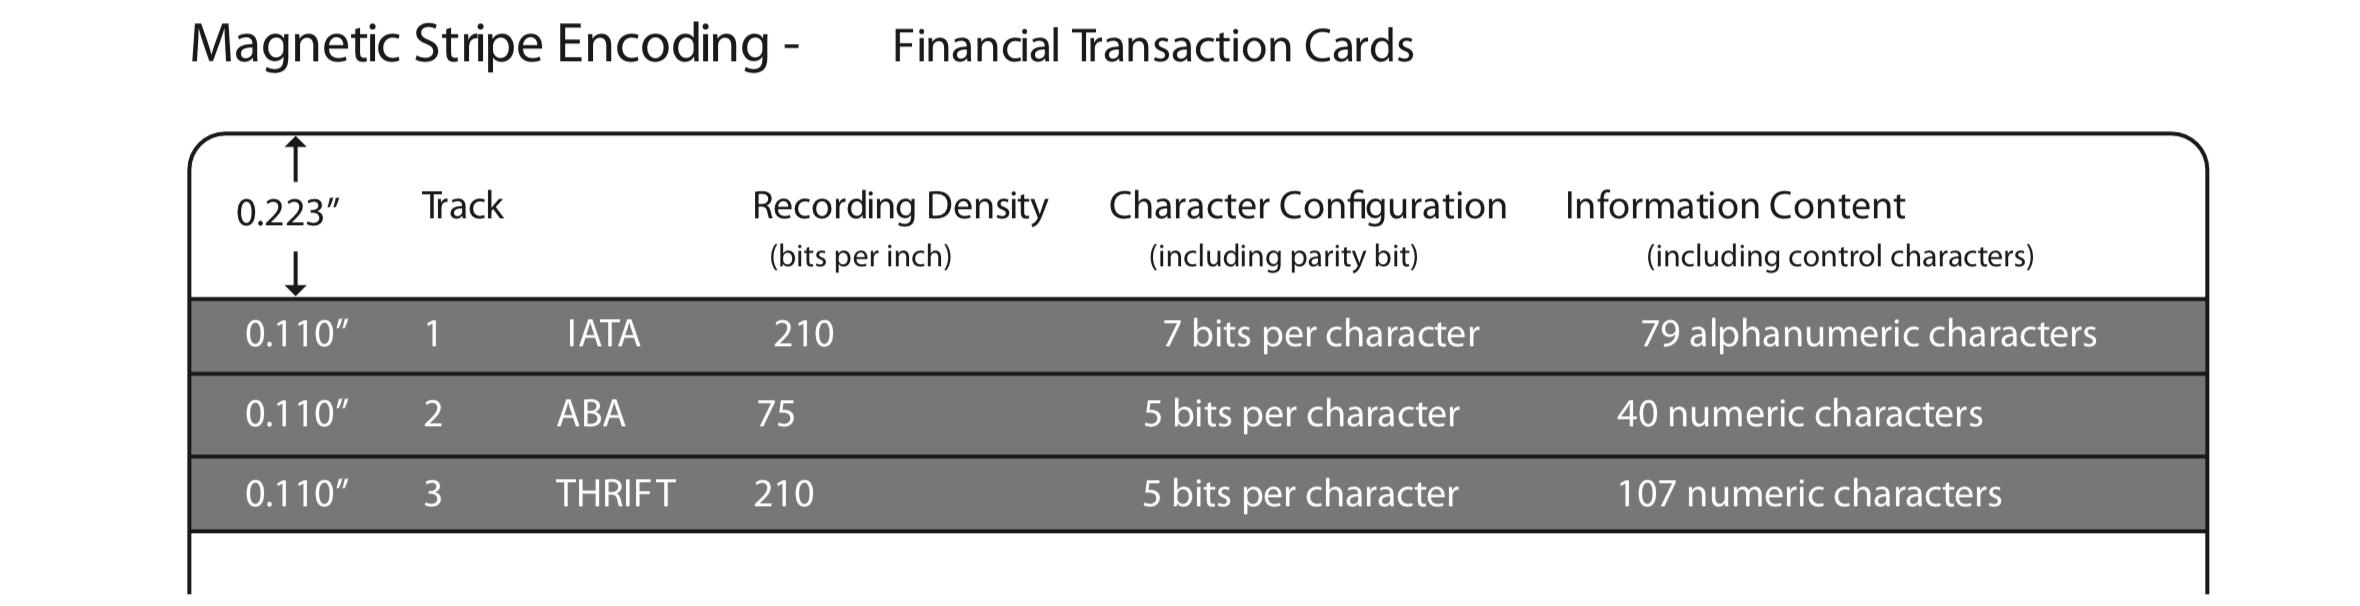 Magnetic Stripe Encoding - Financial Transaction Cards
0.223" Track Recording Density Character Configuration Information Content
(bits per inch) (including parity bit) (including control characters)
0.110" 1 IATA 210 7 bits per character 79 alphanumeric characters
0.110" 2 ABA 75 5 bits per character 40 numeric characters
0.110" 3 THRIFT 210 5 bits per character 107 numeric characters